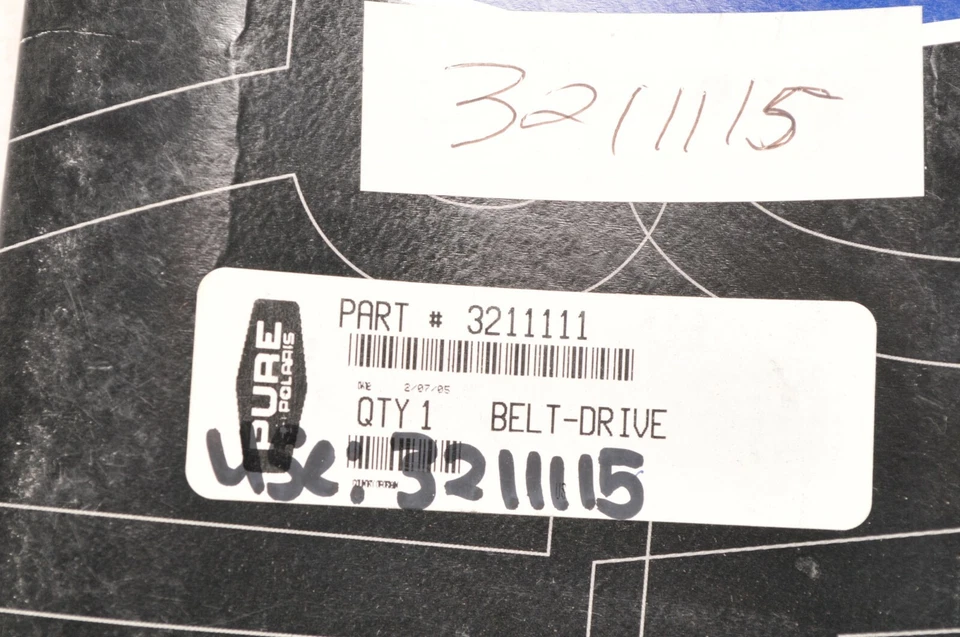 3211115
PURE
POLARIS
PART # 3211111
2/07/05
QTY 1 BELT-DRIVE
use: 3211115